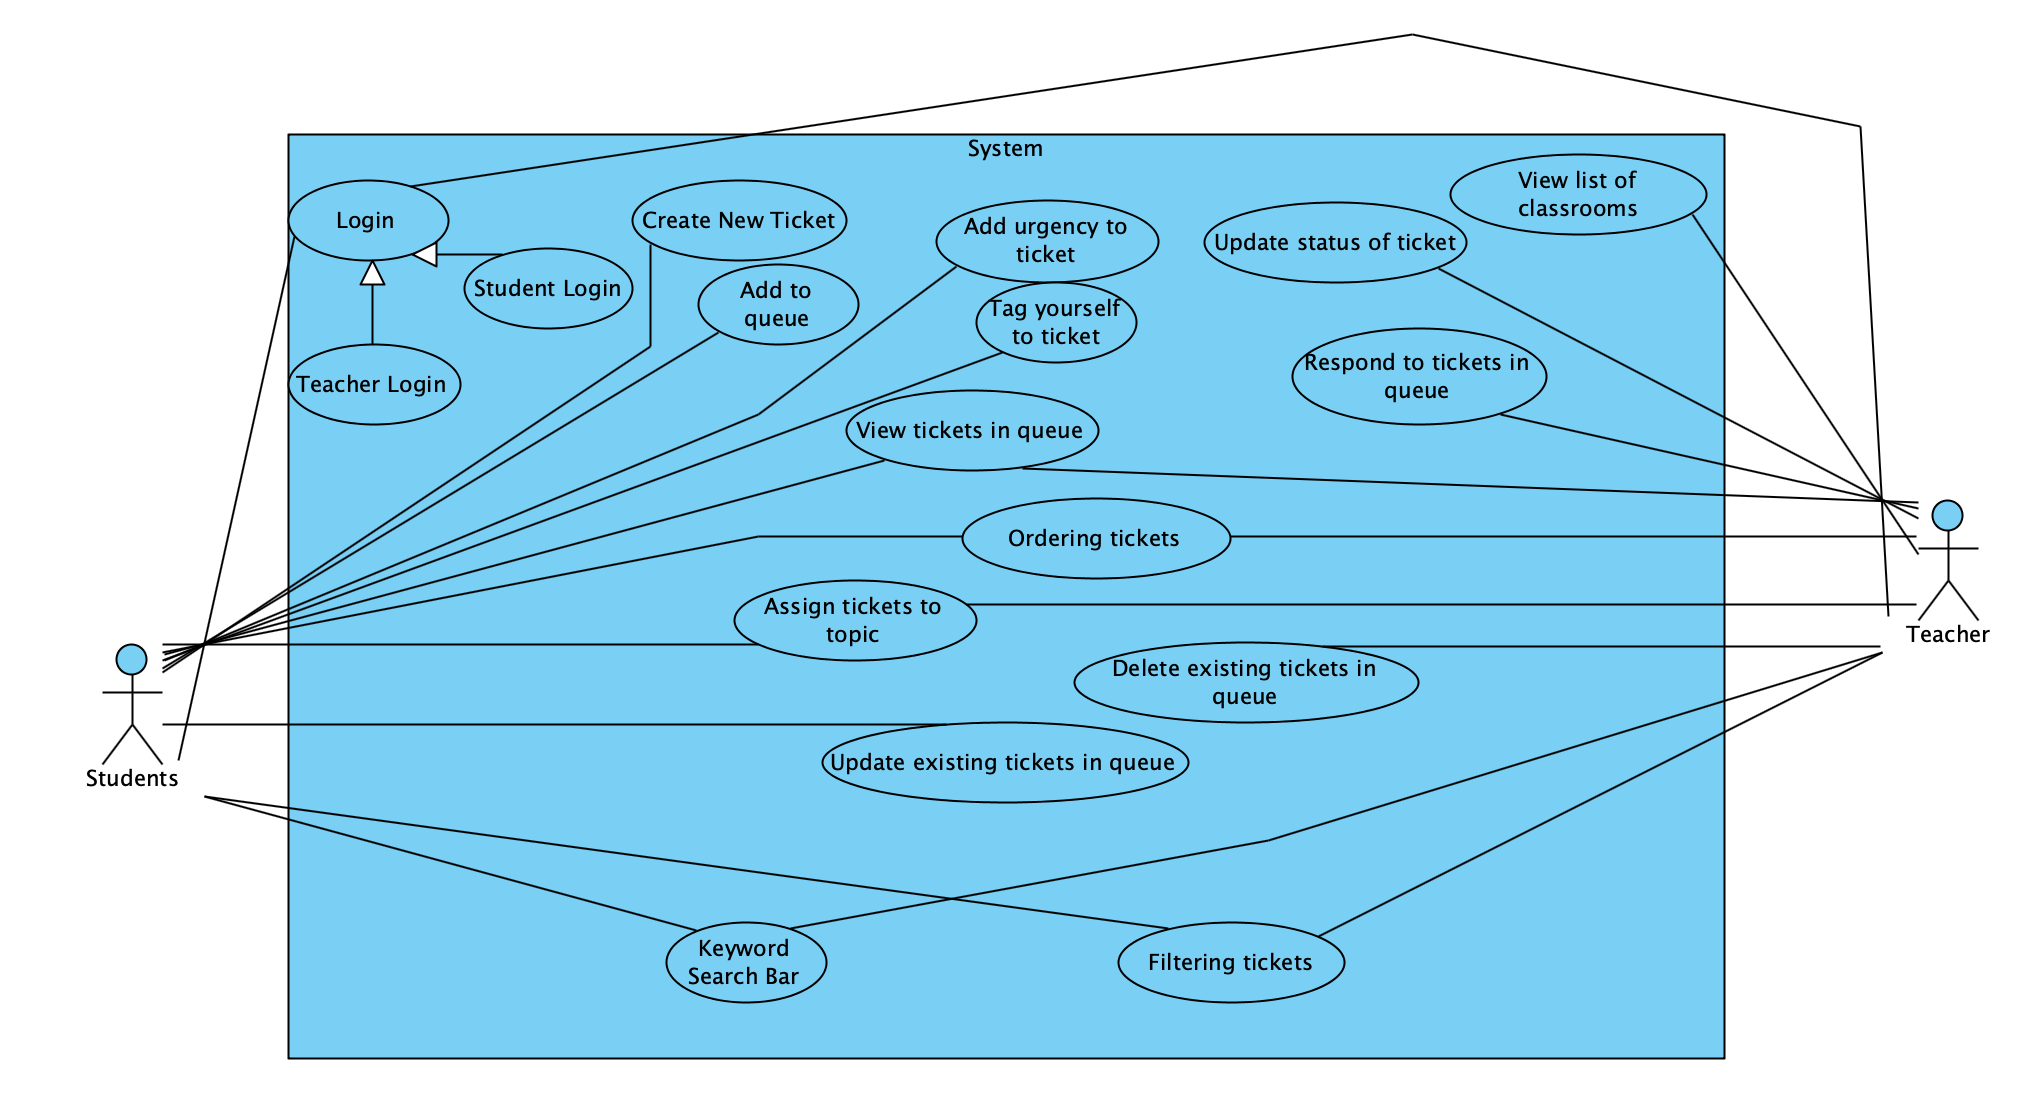 System
Login
Student Login
Teacher Login
Create New Ticket
Add to
queue
Add urgency to
ticket
Tag yourself
to ticket
Update status of ticket
View list of
classrooms
Respond to tickets in
queue
View tickets in queue
Ordering tickets
Assign tickets to
topic
Delete existing tickets in
queue
Update existing tickets in queue
Keyword
Search Bar
Filtering tickets
Students
Teacher